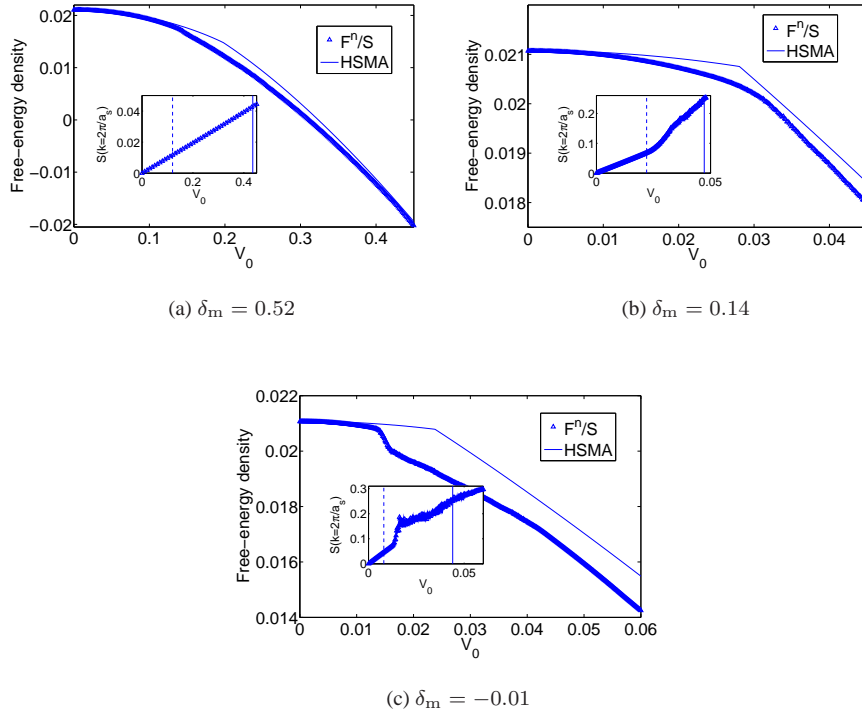 0.02
0.01
0
−0.01
−0.02
Free−energy density
Fⁿ/S
HSMA
S(k=2π/aₛ)
0.04
0.02
0
0 0.2 0.4
V₀
0 0.1 0.2 0.3 0.4
V₀
(a) δₘ = 0.52
0.021
0.02
0.019
0.018
Free−energy density
Fⁿ/S
HSMA
S(k=2π/aₛ)
0.2
0.1
0
0 0.05
V₀
0 0.01 0.02 0.03 0.04
V₀
(b) δₘ = 0.14
0.022
0.02
0.018
0.016
0.014
Free−energy density
Fⁿ/S
HSMA
S(k=2π/aₛ)
0.3
0.2
0.1
0
0 0.05
V₀
0 0.01 0.02 0.03 0.04 0.05 0.06
V₀
(c) δₘ = −0.01